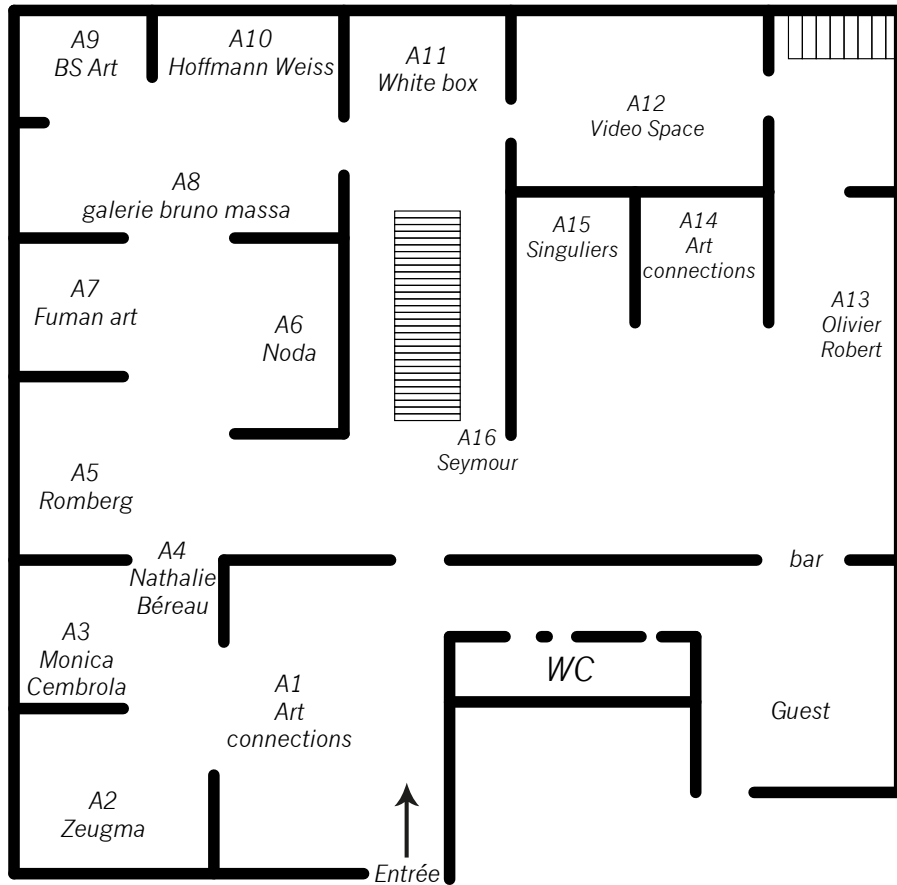 A9
BS Art
A10
Hoffmann Weiss
A11
White box
A12
Video Space
A8
galerie bruno massa
A15
Singuliers
A14
Art
connections
A7
Fuman art
A6
Noda
A13
Olivier
Robert
A16
Seymour
A5
Romberg
A4
Nathalie
Béreau
bar
A3
Monica
Cembrola
WC
A1
Art
connections
Guest
A2
Zeugma
Entrée